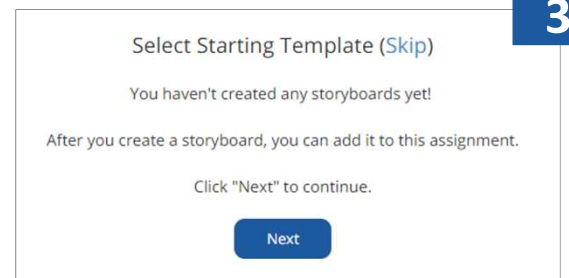 3
Select Starting Template (Skip)
You haven't created any storyboards yet!
After you create a storyboard, you can add it to this assignment.
Click "Next" to continue.
Next